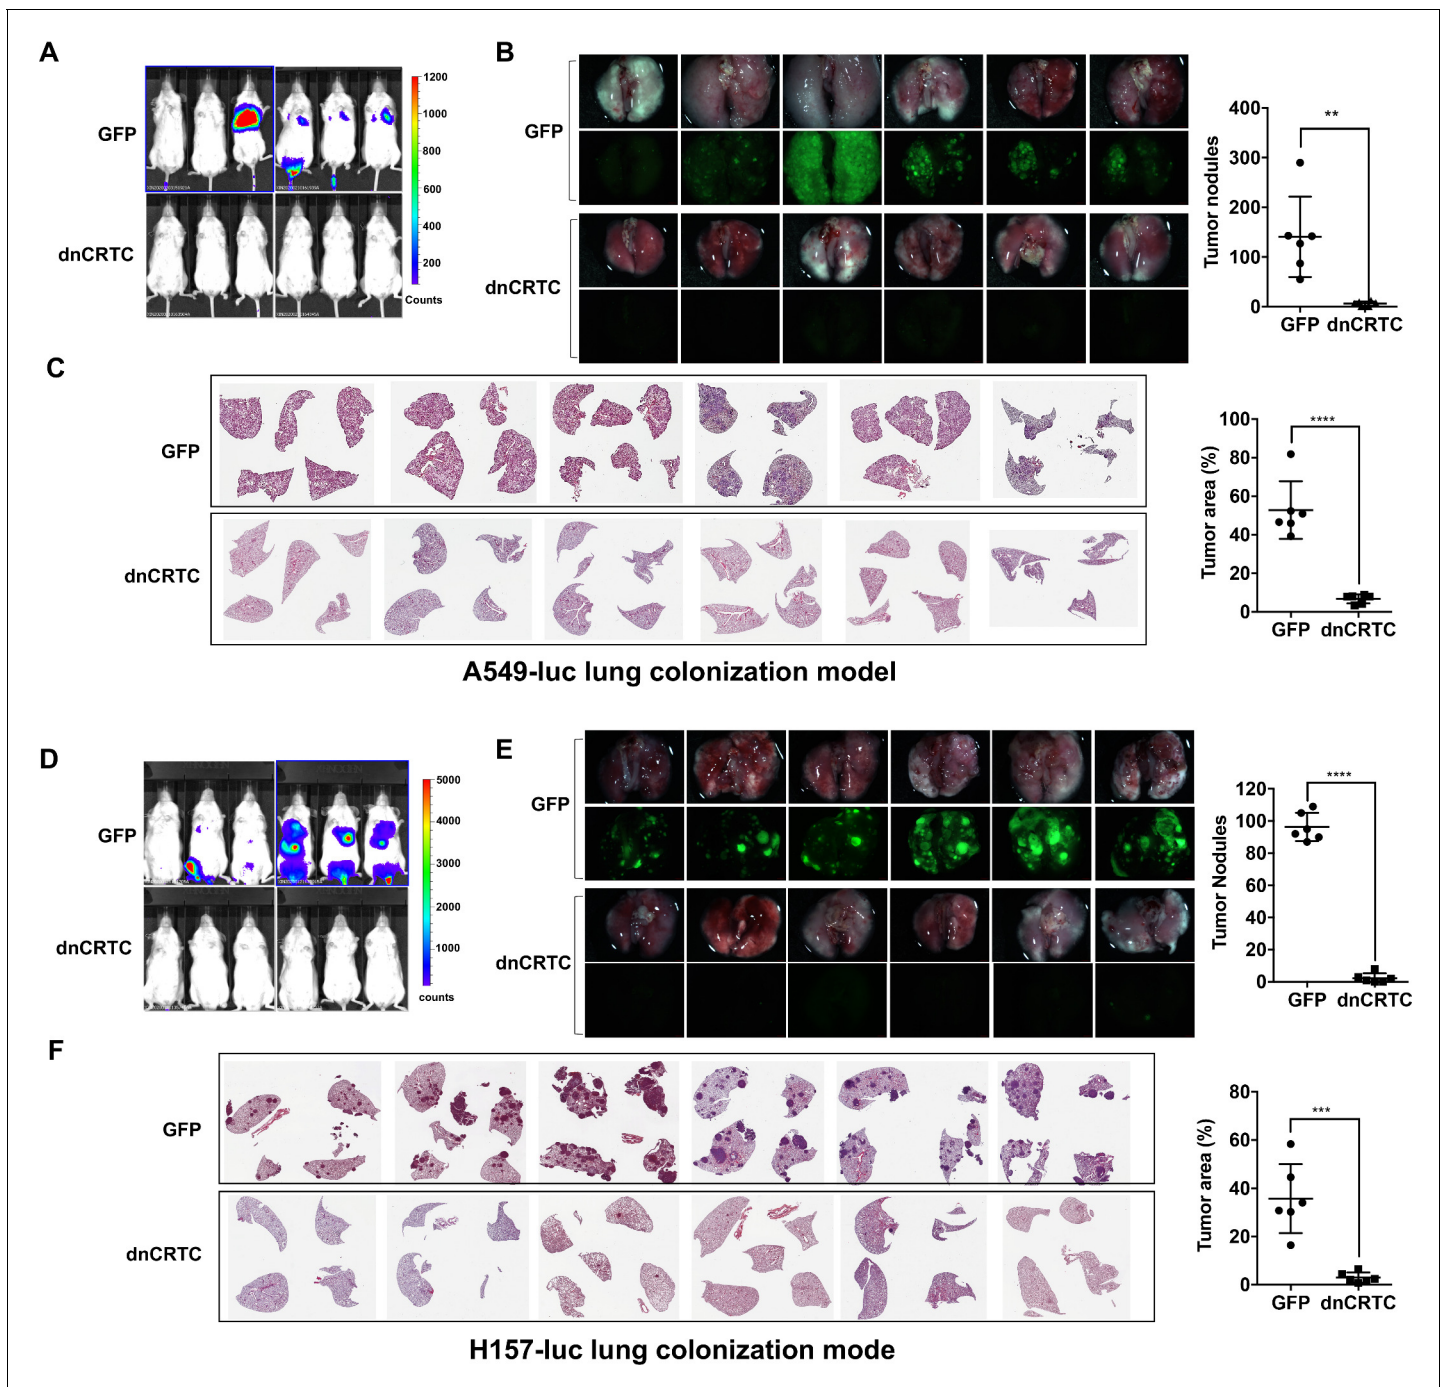 A
GFP
dnCRTC
1200
1000
800
600
400
200
Counts
B
GFP
dnCRTC
400
300
200
100
0
Tumor nodules
**
GFP dnCRTC
C
GFP
dnCRTC
100
80
60
40
20
0
Tumor area (%)
****
GFP dnCRTC
A549-luc lung colonization model
D
GFP
dnCRTC
5000
4000
3000
2000
1000
counts
E
GFP
dnCRTC
120
100
80
60
40
20
0
Tumor Nodules
****
GFP dnCRTC
F
GFP
dnCRTC
80
60
40
20
0
Tumor area (%)
***
GFP dnCRTC
H157-luc lung colonization mode